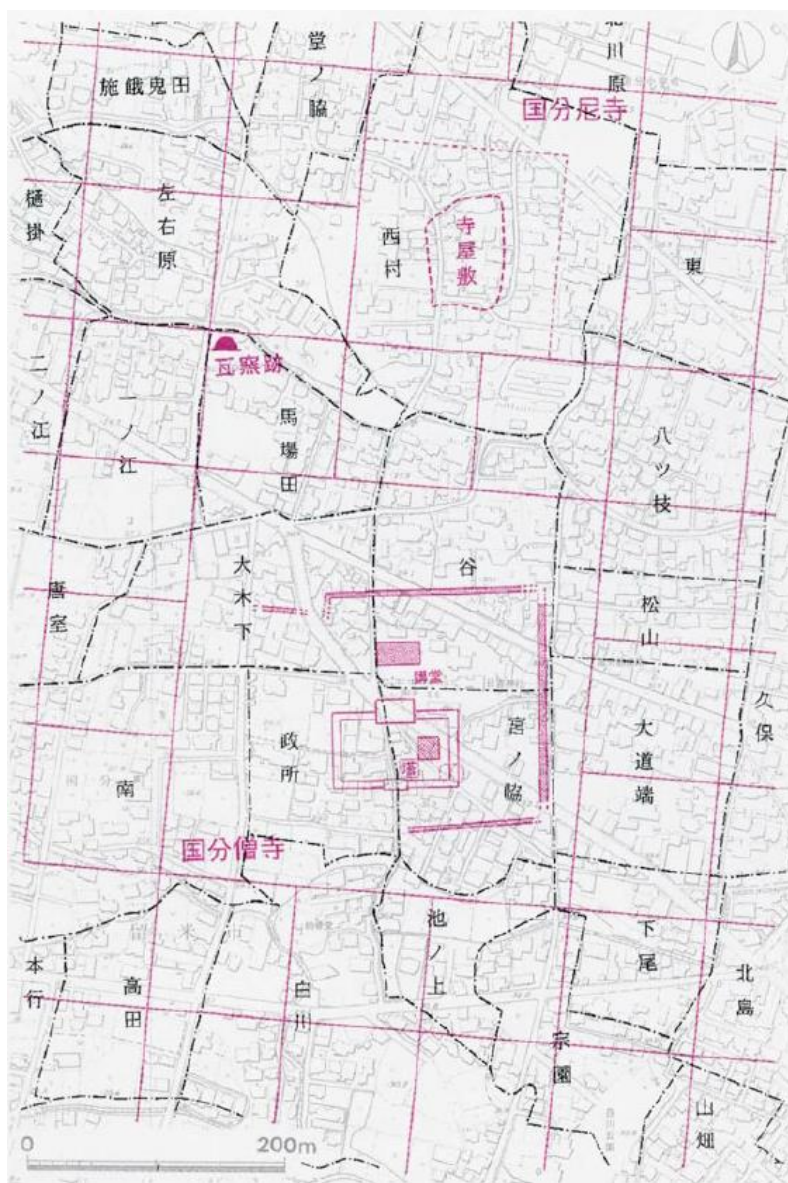 堂ノ脇
北川原
施餓鬼田
国分尼寺
樋掛
左右原
西村
寺屋敷
東
瓦窯跡
二ノ江
一ノ江
馬場田
八ツ枝
唐室
大木下
谷
松山
講堂
久保
南
政所
塔
宮ノ脇
大道端
国分僧寺
池ノ上
下尾
本行
高田
白川
宗園
北島
山畑
0
200m